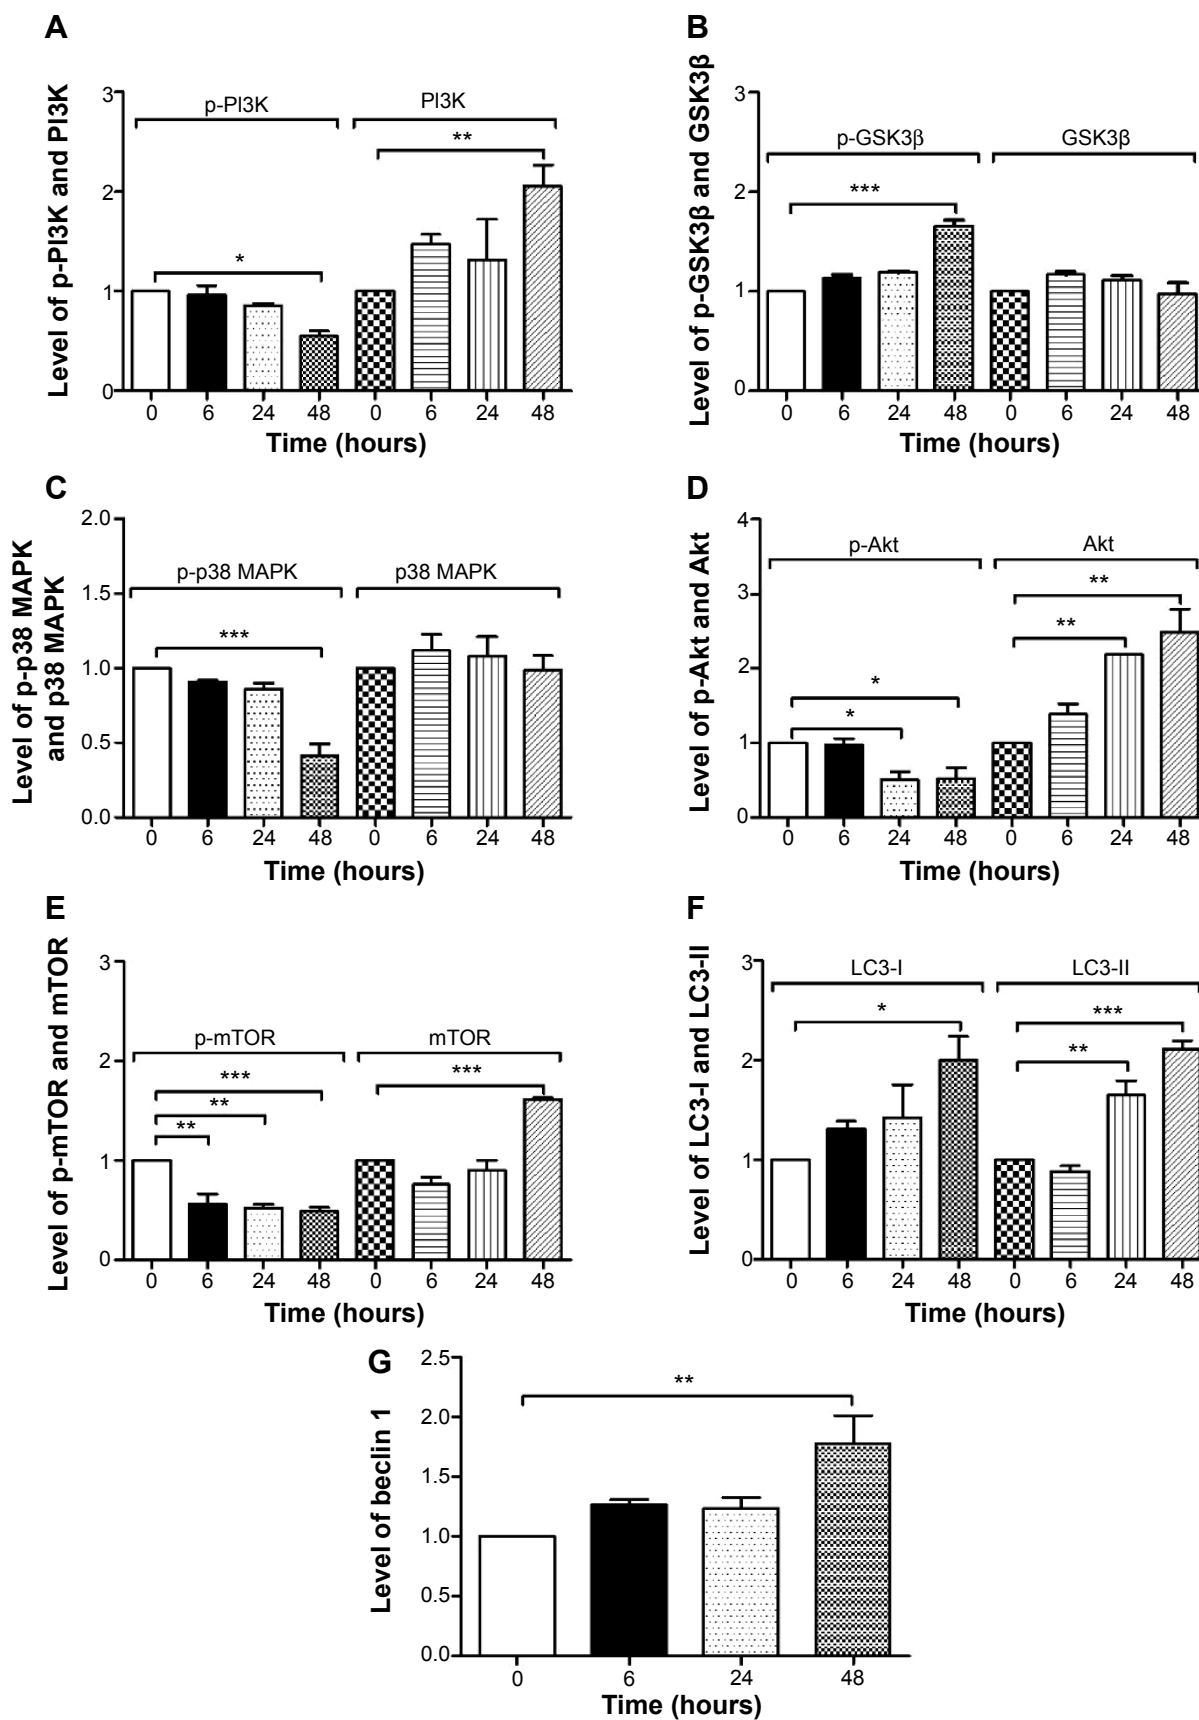 A
Level of p-PI3K and PI3K
3
2
1
0
p-PI3K
PI3K
**
*
0 6 24 48 0 6 24 48
Time (hours)
B
Level of p-GSK3β and GSK3β
3
2
1
0
p-GSK3β
GSK3β
***
0 6 24 48 0 6 24 48
Time (hours)
C
Level of p-p38 MAPK
and p38 MAPK
2.0
1.5
1.0
0.5
0.0
p-p38 MAPK
p38 MAPK
***
0 6 24 48 0 6 24 48
Time (hours)
D
Level of p-Akt and Akt
4
3
2
1
0
p-Akt
Akt
**
**
*
*
0 6 24 48 0 6 24 48
Time (hours)
E
Level of p-mTOR and mTOR
3
2
1
0
p-mTOR
mTOR
***
***
**
**
0 6 24 48 0 6 24 48
Time (hours)
F
Level of LC3-I and LC3-II
3
2
1
0
LC3-I
LC3-II
*
***
**
0 6 24 48 0 6 24 48
Time (hours)
G
Level of beclin 1
2.5
2.0
1.5
1.0
0.5
0.0
**
0 6 24 48
Time (hours)